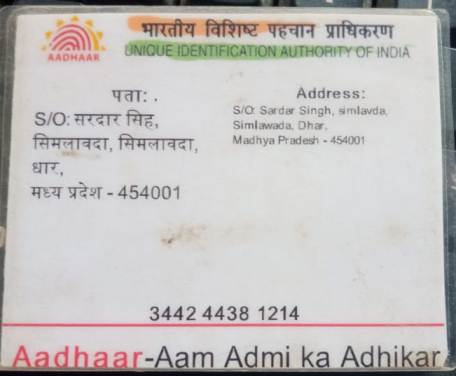 भारतीय विशिष्ट पहचान प्राधिकरण
UNIQUE IDENTIFICATION AUTHORITY OF INDIA
AADHAAR
पता: .
S/O: सरदार सिह,
सिमलावदा, सिमलावदा,
धार,
मध्य प्रदेश - 454001
Address:
S/O: Sardar Singh, simlavda,
Simlawada, Dhar,
Madhya Pradesh - 454001
3442 4438 1214
Aadhaar-Aam Admi ka Adhikar